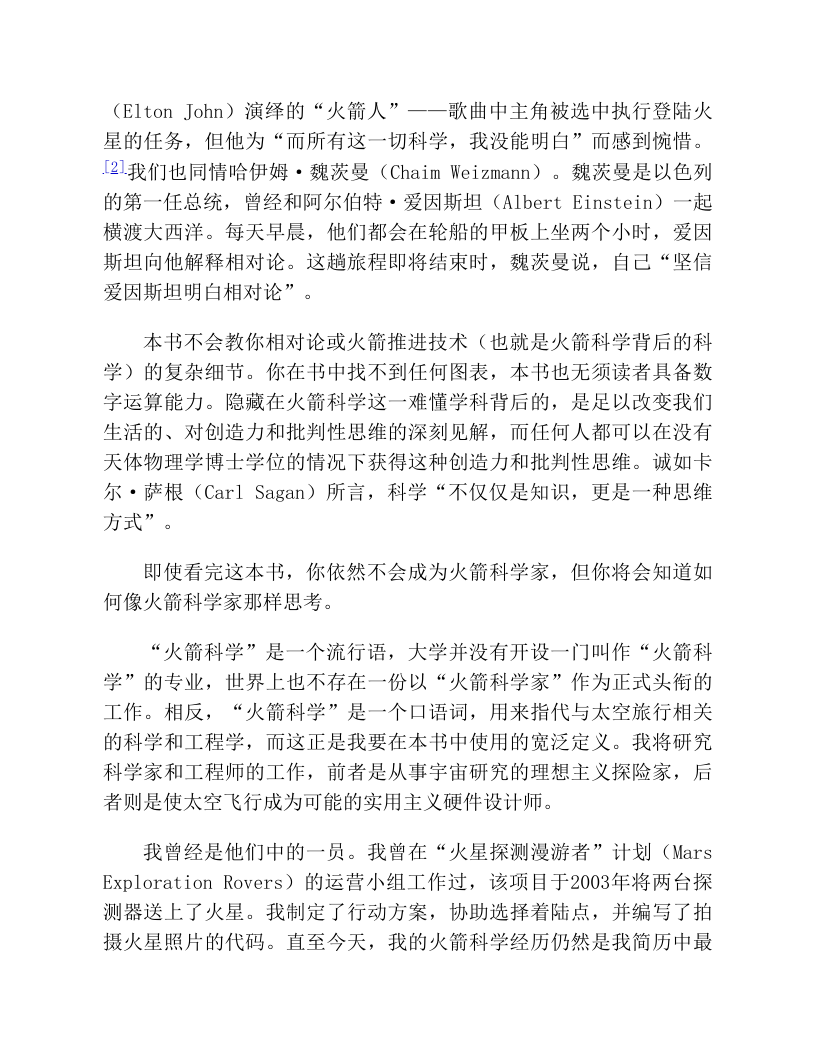 （Elton John）演绎的“火箭人”——歌曲中主角被选中执行登陆火
星的任务，但他为“而所有这一切科学，我没能明白”而感到惋惜。
[2]我们也同情哈伊姆·魏茨曼（Chaim Weizmann）。魏茨曼是以色列
的第一任总统，曾经和阿尔伯特·爱因斯坦（Albert Einstein）一起
横渡大西洋。每天早晨，他们都会在轮船的甲板上坐两个小时，爱因
斯坦向他解释相对论。这趟旅程即将结束时，魏茨曼说，自己“坚信
爱因斯坦明白相对论”。
本书不会教你相对论或火箭推进技术（也就是火箭科学背后的科
学）的复杂细节。你在书中找不到任何图表，本书也无须读者具备数
字运算能力。隐藏在火箭科学这一难懂学科背后的，是足以改变我们
生活的、对创造力和批判性思维的深刻见解，而任何人都可以在没有
天体物理学博士学位的情况下获得这种创造力和批判性思维。诚如卡
尔·萨根（Carl Sagan）所言，科学“不仅仅是知识，更是一种思维
方式”。
即使看完这本书，你依然不会成为火箭科学家，但你将会知道如
何像火箭科学家那样思考。
“火箭科学”是一个流行语，大学并没有开设一门叫作“火箭科
学”的专业，世界上也不存在一份以“火箭科学家”作为正式头衔的
工作。相反，“火箭科学”是一个口语词，用来指代与太空旅行相关
的科学和工程学，而这正是我要在本书中使用的宽泛定义。我将研究
科学家和工程师的工作，前者是从事宇宙研究的理想主义探险家，后
者则是使太空飞行成为可能的实用主义硬件设计师。
我曾经是他们中的一员。我曾在“火星探测漫游者”计划（Mars
Exploration Rovers）的运营小组工作过，该项目于2003年将两台探
测器送上了火星。我制定了行动方案，协助选择着陆点，并编写了拍
摄火星照片的代码。直至今天，我的火箭科学经历仍然是我简历中最